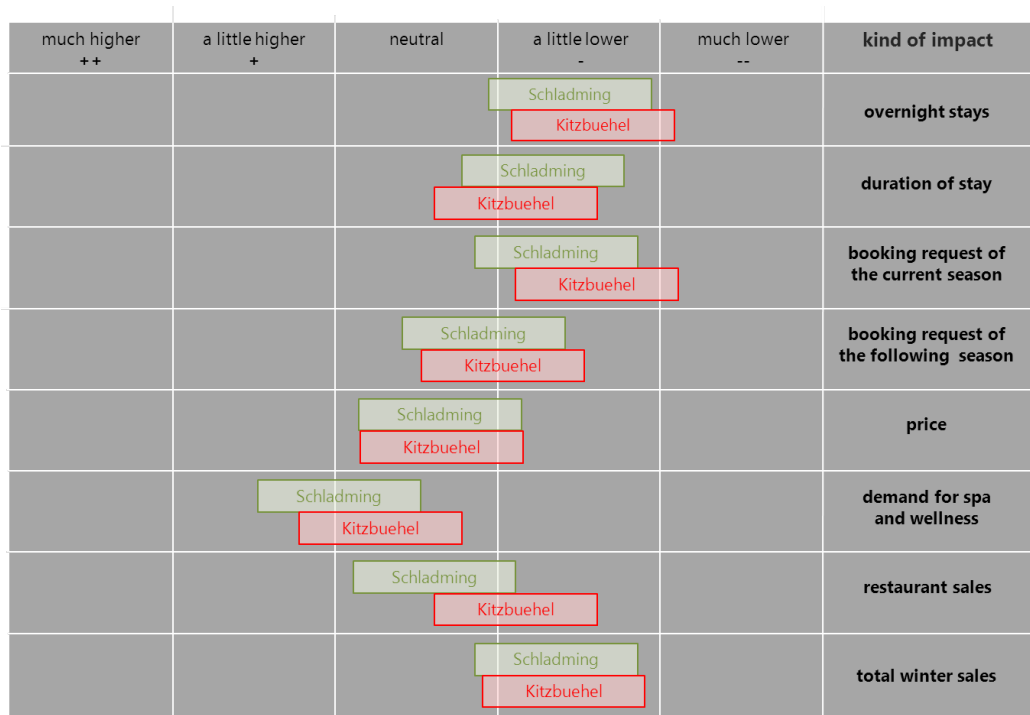 much higher
++
a little higher
+
neutral
a little lower
-
much lower
--
kind of impact
Schladming
Kitzbuehel
overnight stays
Schladming
Kitzbuehel
duration of stay
Schladming
Kitzbuehel
booking request of
the current season
Schladming
Kitzbuehel
booking request of
the following season
Schladming
Kitzbuehel
price
Schladming
Kitzbuehel
demand for spa
and wellness
Schladming
Kitzbuehel
restaurant sales
Schladming
Kitzbuehel
total winter sales